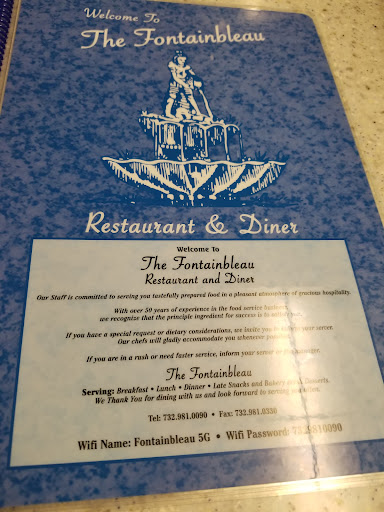 Welcome To
The Fontainbleau
Restaurant & Diner
Welcome To
The Fontainbleau
Restaurant and Diner
Our Staff is committed to serving you tastefully prepared food in a pleasant atmosphere of gracious hospitality.
With over 50 years of experience in the food service
we recognize that the principle ingredient for success is
If you have a special request or dietary considerations, we invite you to your server.
Our chefs will gladly accommodate you whenever
If you are in a rush or need faster service, inform your server or
The Fontainbleau
Serving: Breakfast • Lunch • Dinner • Late Snacks and Bakery Desserts.
We Thank You for dining with us and look forward to serving you
Tel: 732.981.0090 • Fax: 732.981.0330
Wifi Name: Fontainbleau 5G • Wifi Password: 7329810090